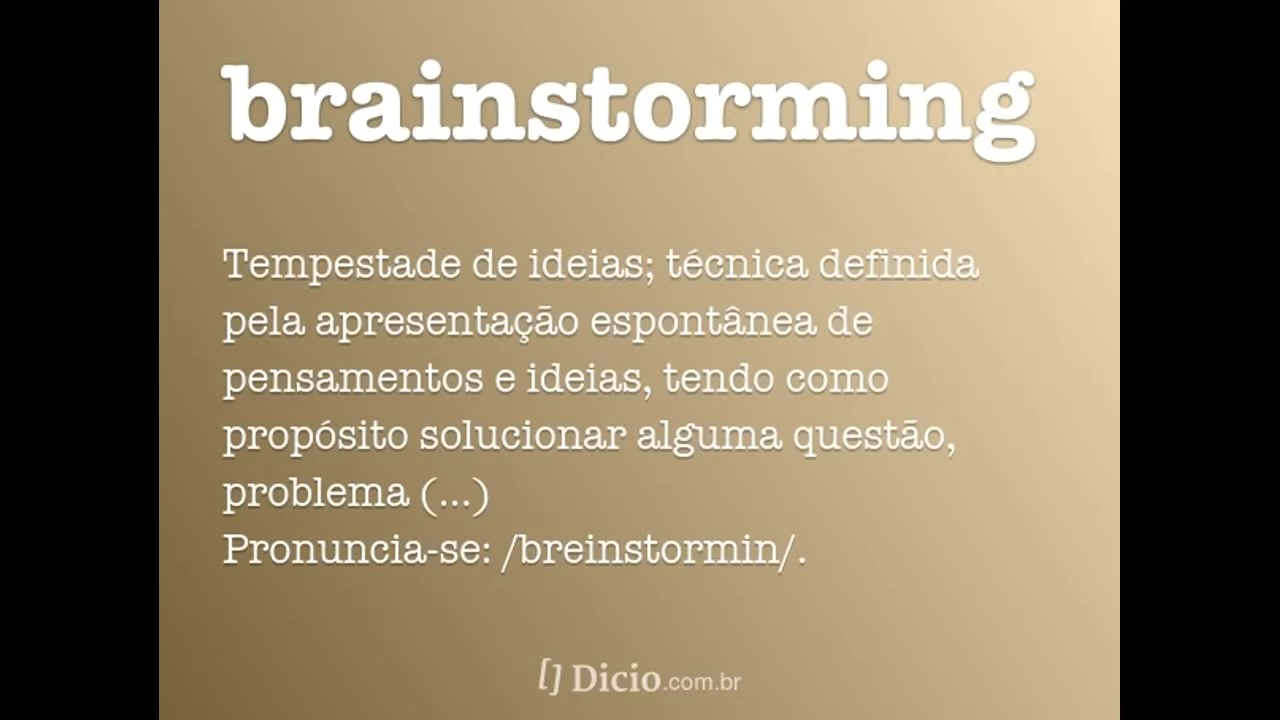 brainstorming
Tempestade de ideias; técnica definida
pela apresentação espontânea de
pensamentos e ideias, tendo como
propósito solucionar alguma questão,
problema (...)
Pronuncia-se: /breinstormin/.
[] Dicio.com.br